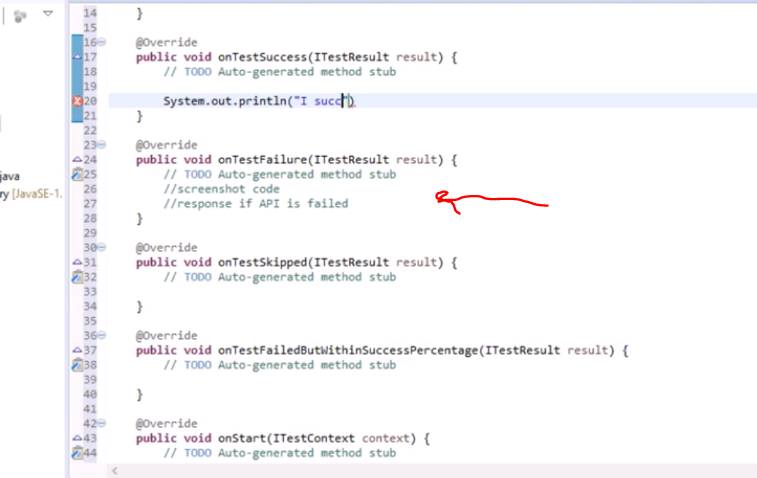 14 }
15
16 @Override
17 public void onTestSuccess(ITestResult result) {
18 // TODO Auto-generated method stub
19
20 System.out.println("I succ")
21 }
22
23 @Override
24 public void onTestFailure(ITestResult result) {
java
25 // TODO Auto-generated method stub
ry [JavaSE-1.
26 //screenshot code
27 //response if API is failed
28 }
29
30 @Override
31 public void onTestSkipped(ITestResult result) {
32 // TODO Auto-generated method stub
33
34 }
35
36 @Override
37 public void onTestFailedButWithinSuccessPercentage(ITestResult result) {
38 // TODO Auto-generated method stub
39
40 }
41
42 @Override
43 public void onStart(ITestContext context) {
44 // TODO Auto-generated method stub